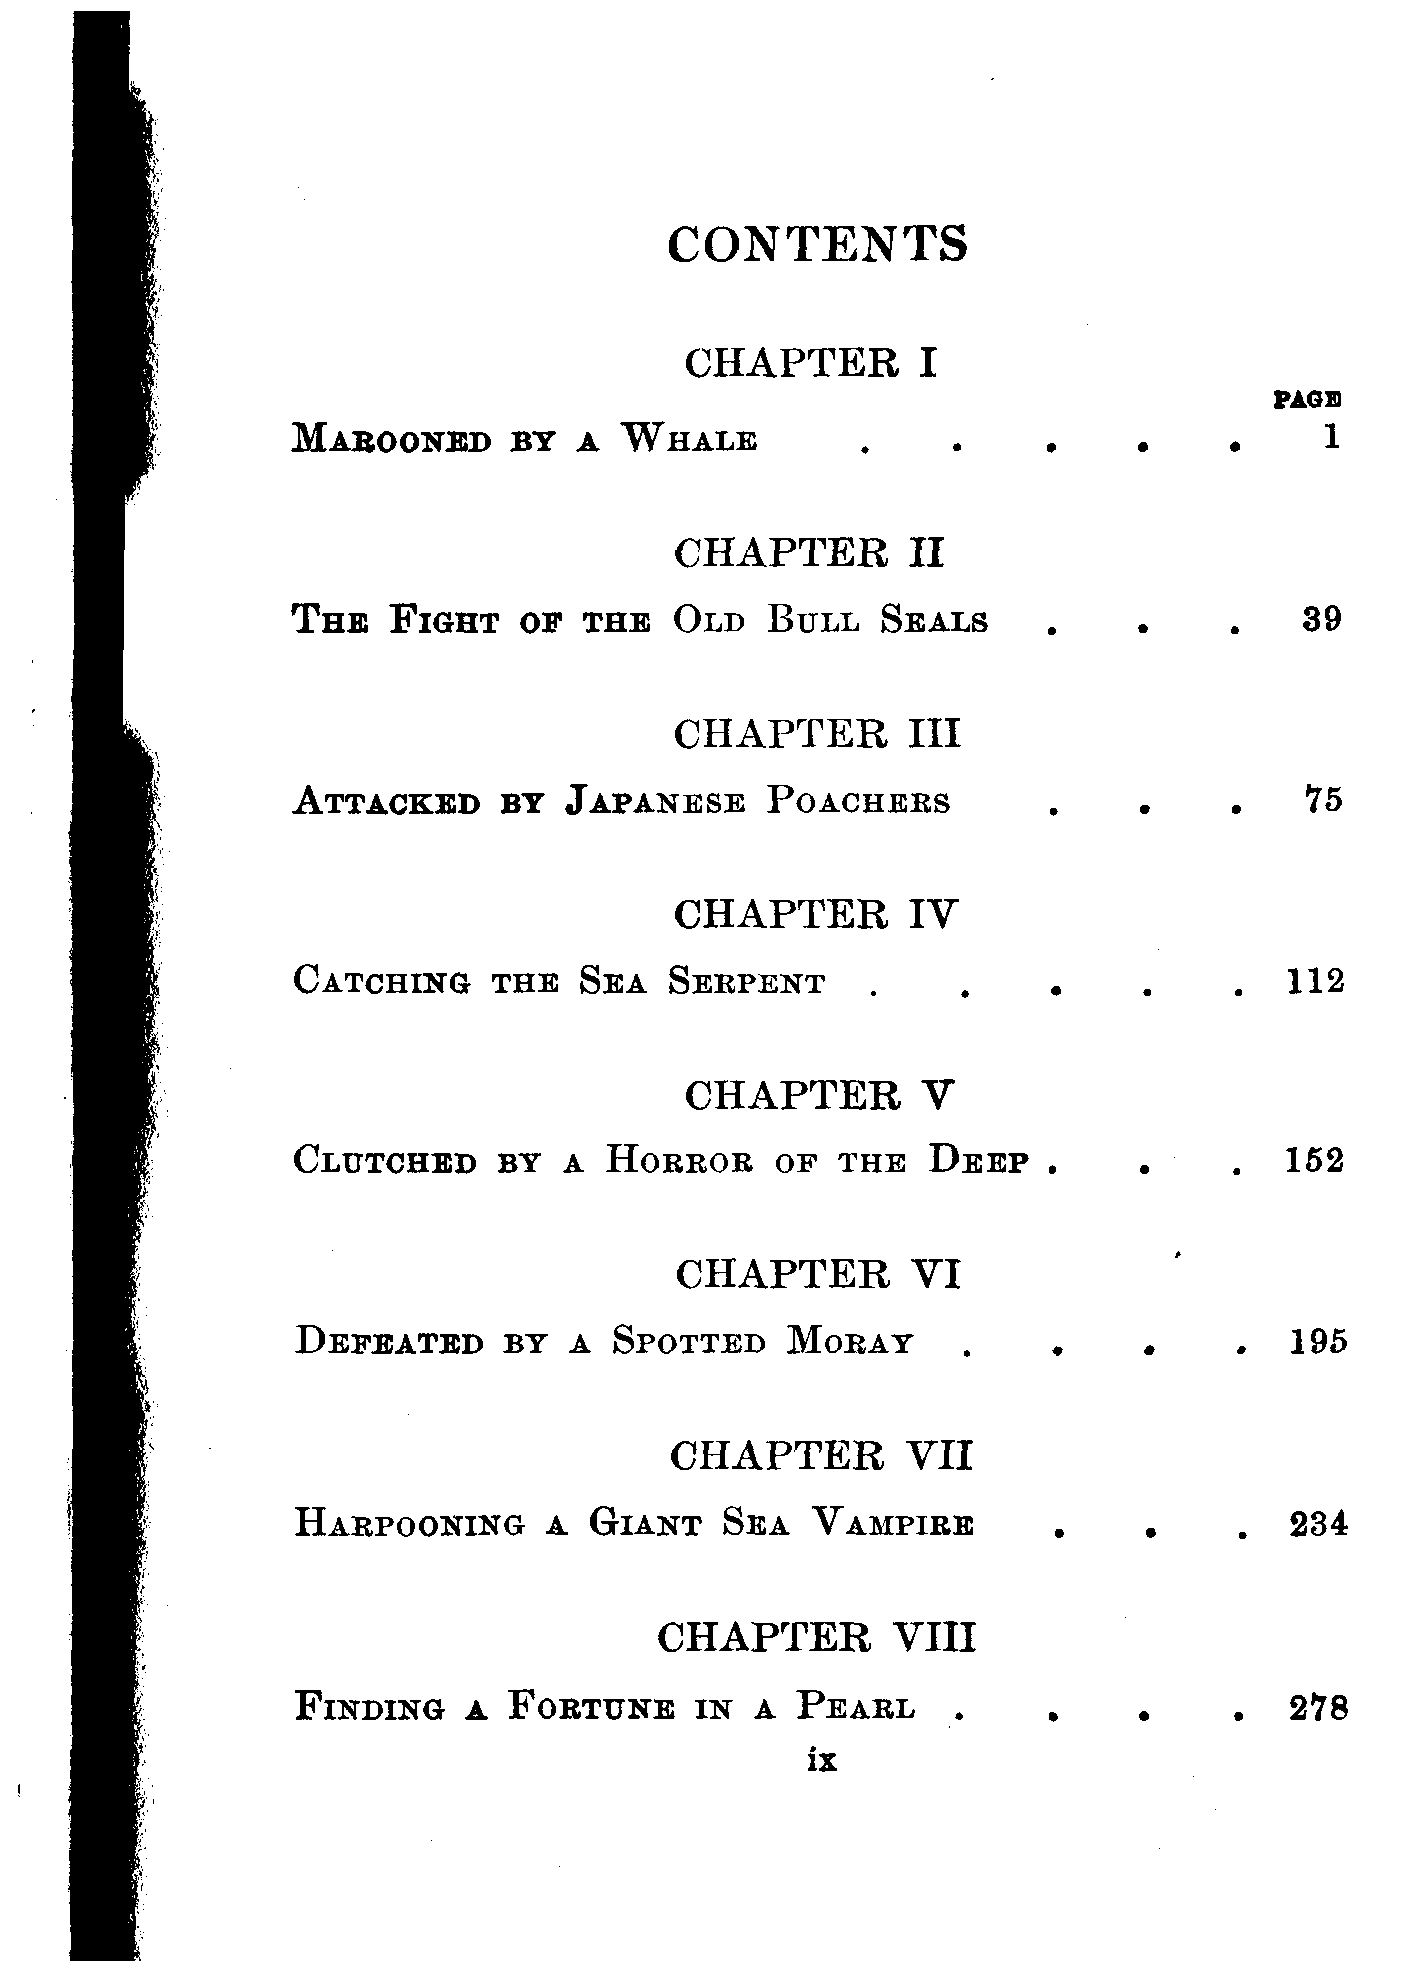 CONTENTS
CHAPTER I
PAGE
MAROONED BY A WHALE . . . . . 1
CHAPTER II
THE FIGHT OF THE OLD BULL SEALS . . . 39
CHAPTER III
ATTACKED BY JAPANESE POACHERS . . . 75
CHAPTER IV
CATCHING THE SEA SERPENT . . . . . 112
CHAPTER V
CLUTCHED BY A HORROR OF THE DEEP . . . 152
CHAPTER VI
DEFEATED BY A SPOTTED MORAY . . . . 195
CHAPTER VII
HARPOONING A GIANT SEA VAMPIRE . . . 234
CHAPTER VIII
FINDING A FORTUNE IN A PEARL . . . . 278
ix